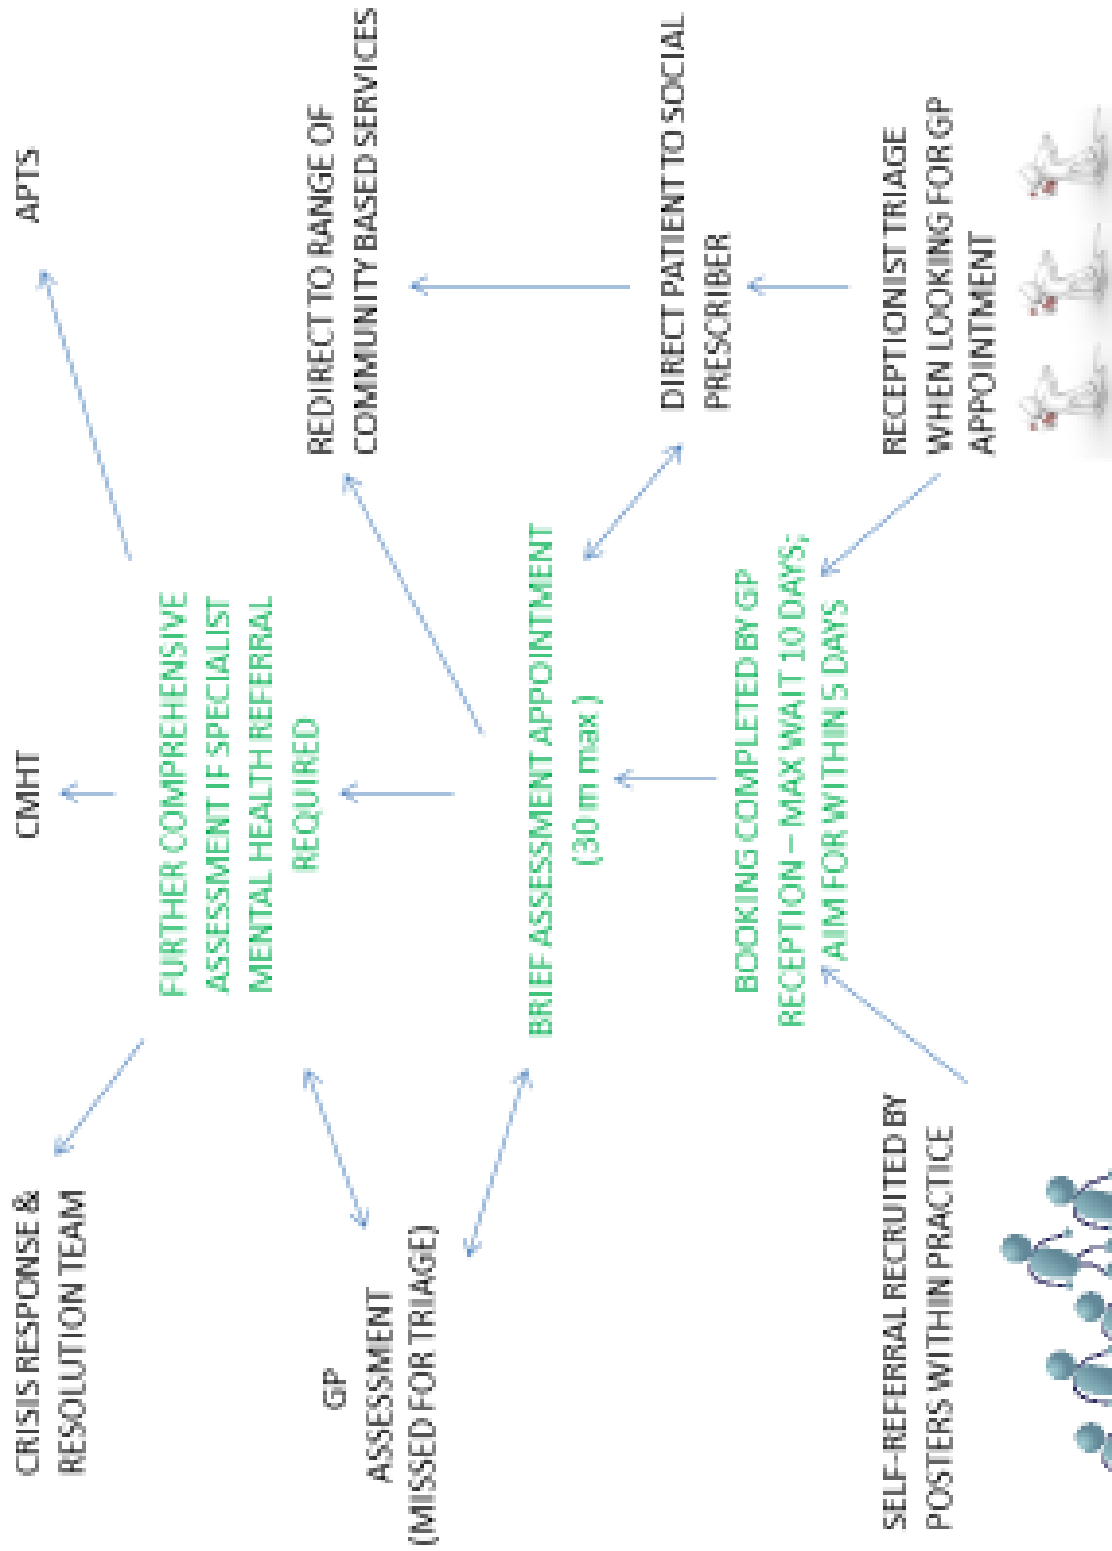 CRISIS RESPONSE &
RESOLUTION TEAM
CMHT
APTS
FURTHER COMPREHENSIVE
ASSESSMENT IF SPECIALIST
MENTAL HEALTH REFERRAL
REQUIRED
GP
ASSESSMENT
(MISSED FOR TRIAGE)
REDIRECT TO RANGE OF
COMMUNITY BASED SERVICES
BRIEF ASSESSMENT APPOINTMENT
(30 m max )
DIRECT PATIENT TO SOCIAL
PRESCRIBER
BOOKING COMPLETED BY GP
RECEPTION – MAX WAIT 10 DAYS;
AIM FOR WITHIN 5 DAYS
SELF-REFERRAL RECRUITED BY
POSTERS WITHIN PRACTICE
RECEPTIONIST TRIAGE
WHEN LOOKING FOR GP
APPOINTMENT